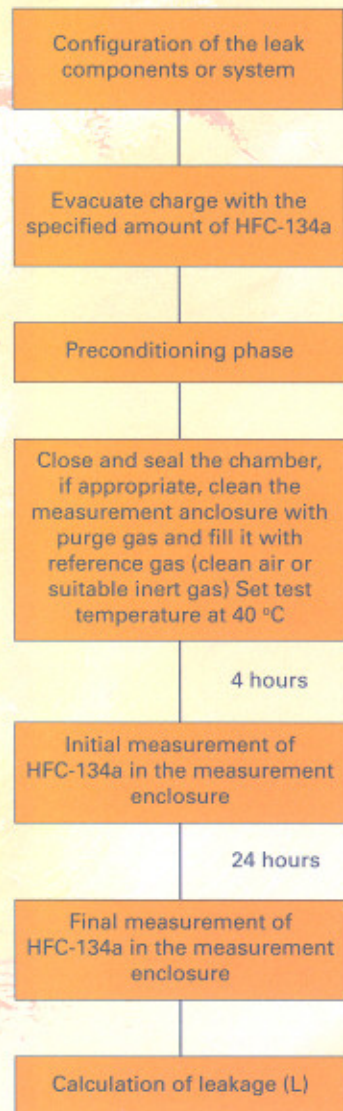 Configuration of the leak
components or system
Evacuate charge with the
specified amount of HFC-134a
Preconditioning phase
Close and seal the chamber,
if appropriate, clean the
measurement anclosure with
purge gas and fill it with
reference gas (clean air or
suitable inert gas) Set test
temperature at 40 ºC
4 hours
Initial measurement of
HFC-134a in the measurement
enclosure
24 hours
Final measurement of
HFC-134a in the measurement
enclosure
Calculation of leakage (L)